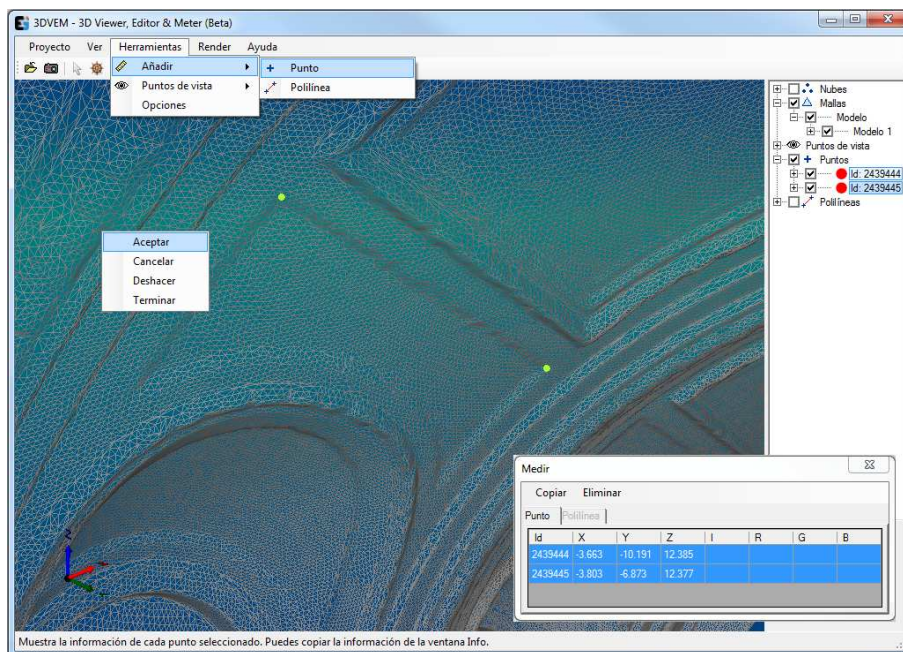 3DVEM - 3D Viewer, Editor & Meter (Beta)
Proyecto Ver Herramientas Render Ayuda
Añadir
Puntos de vista
Opciones
Punto
Polilínea
Nubes
Mallas
Modelo
Modelo 1
Puntos de vista
Puntos
Id: 2439444
Id: 2439445
Polilíneas
Aceptar
Cancelar
Deshacer
Terminar
Medir
Copiar Eliminar
Punto Polilínea
Id X Y Z I R G B
2439444 -3.663 -10.191 12.385
2439445 -3.803 -6.873 12.377
Z
Muestra la información de cada punto seleccionado. Puedes copiar la información de la ventana Info.